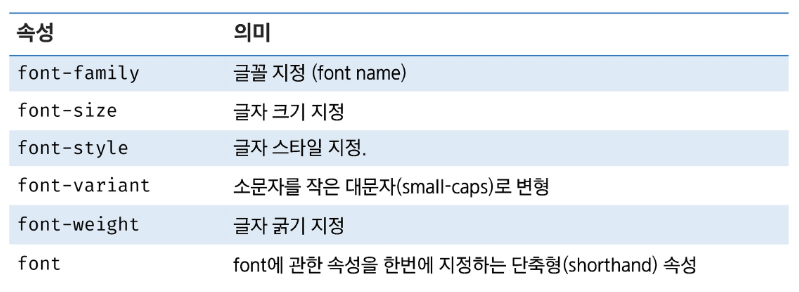 속성 의미
font-family 글꼴 지정 (font name)
font-size 글자 크기 지정
font-style 글자 스타일 지정.
font-variant 소문자를 작은 대문자(small-caps)로 변형
font-weight 글자 굵기 지정
font font에 관한 속성을 한번에 지정하는 단축형(shorthand) 속성